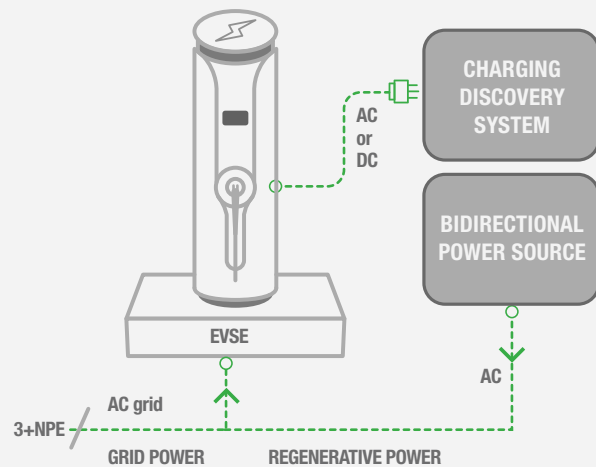 CHARGING
DISCOVERY
SYSTEM
AC
or
DC
BIDIRECTIONAL
POWER SOURCE
EVSE
AC
AC grid
3+NPE
GRID POWER
REGENERATIVE POWER